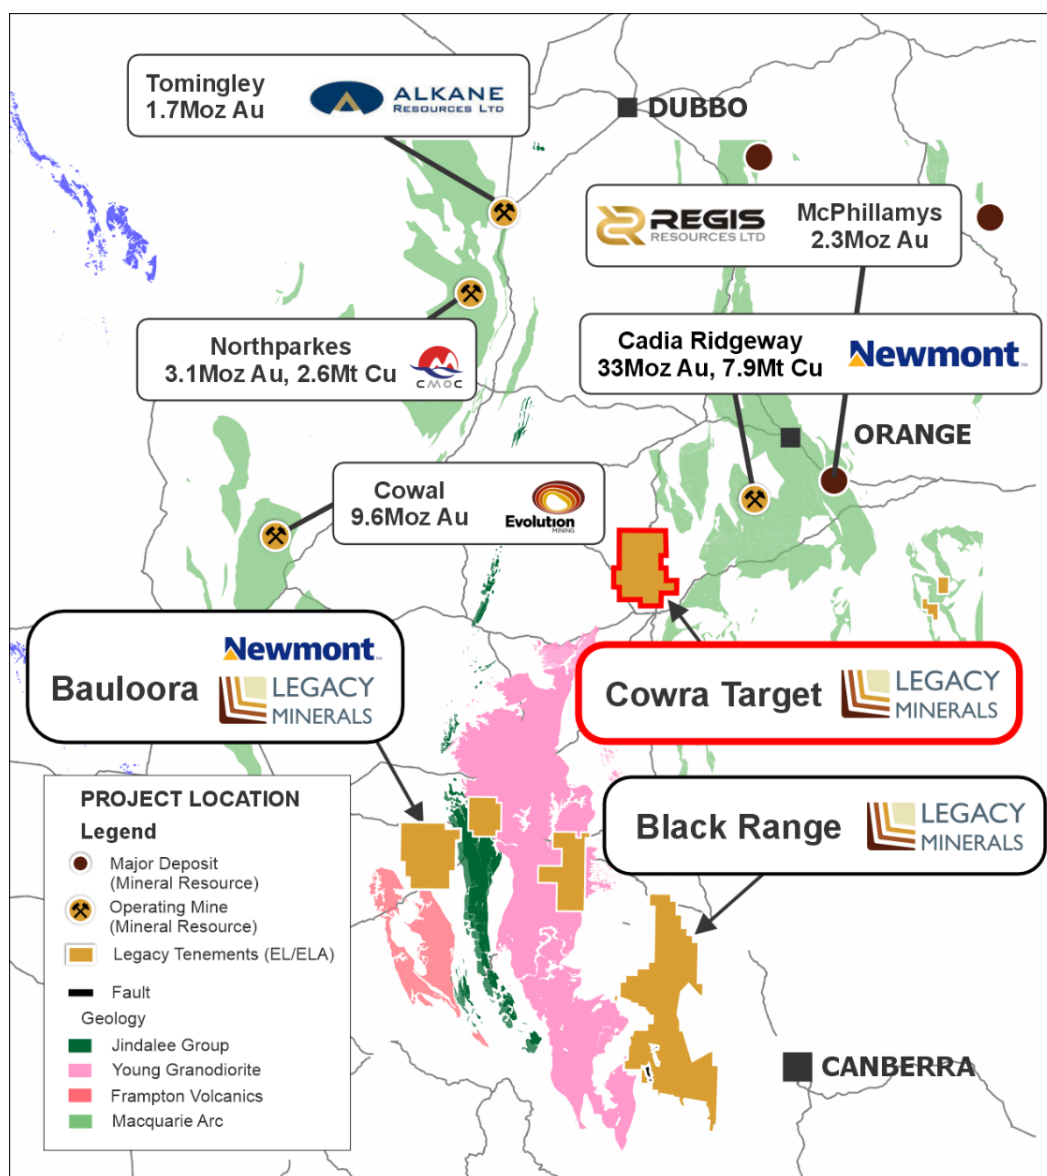 Tomingley
1.7Moz Au
ALKANE
RESOURCES LTD
DUBBO
REGIS
RESOURCES LTD
McPhillamys
2.3Moz Au
Northparkes
3.1Moz Au, 2.6Mt Cu
CMOC
Cadia Ridgeway
33Moz Au, 7.9Mt Cu
Newmont™
ORANGE
Cowal
9.6Moz Au
Evolution
MINING
Newmont™
Bauloora
LEGACY
MINERALS
Cowra Target
LEGACY
MINERALS
Black Range
LEGACY
MINERALS
PROJECT LOCATION
Legend
Major Deposit
(Mineral Resource)
Operating Mine
(Mineral Resource)
Legacy Tenements (EL/ELA)
Fault
Geology
Jindalee Group
Young Granodiorite
Frampton Volcanics
Macquarie Arc
CANBERRA